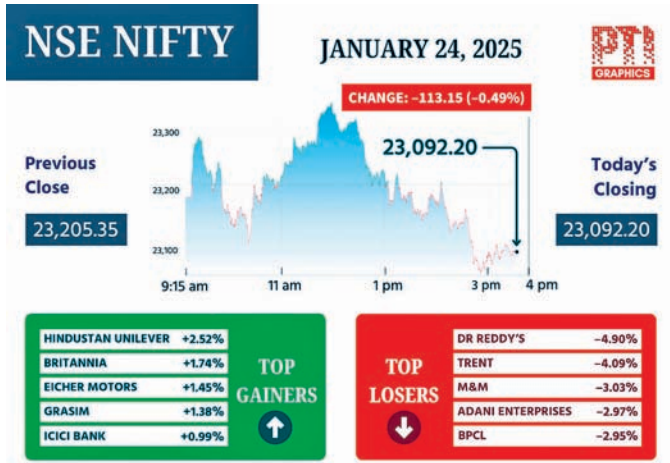 NSE NIFTY
JANUARY 24, 2025
PTI
GRAPHICS
CHANGE: –113.15 (–0.49%)
23,300
23,200
23,100
23,092.20
Previous
Close
23,205.35
Today’s
Closing
23,092.20
9:15 am 11 am 1 pm 3 pm 4 pm
HINDUSTAN UNILEVER +2.52%
BRITANNIA +1.74%
EICHER MOTORS +1.45%
GRASIM +1.38%
ICICI BANK +0.99%
TOP
GAINERS
TOP
LOSERS
DR REDDY’S –4.90%
TRENT –4.09%
M&M –3.03%
ADANI ENTERPRISES –2.97%
BPCL –2.95%